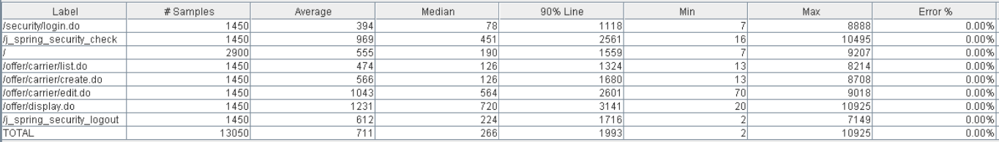 Label # Samples Average Median 90% Line Min Max Error %
/security/login.do 1450 394 78 1118 7 8888 0.00%
/j_spring_security_check 1450 969 451 2561 16 10495 0.00%
/ 2900 555 190 1559 7 9207 0.00%
/offer/carrier/list.do 1450 474 126 1324 13 8214 0.00%
/offer/carrier/create.do 1450 566 126 1680 13 8708 0.00%
/offer/carrier/edit.do 1450 1043 564 2601 70 9018 0.00%
/offer/display.do 1450 1231 720 3141 20 10925 0.00%
/j_spring_security_logout 1450 612 224 1716 2 7149 0.00%
TOTAL 13050 711 266 1993 2 10925 0.00%